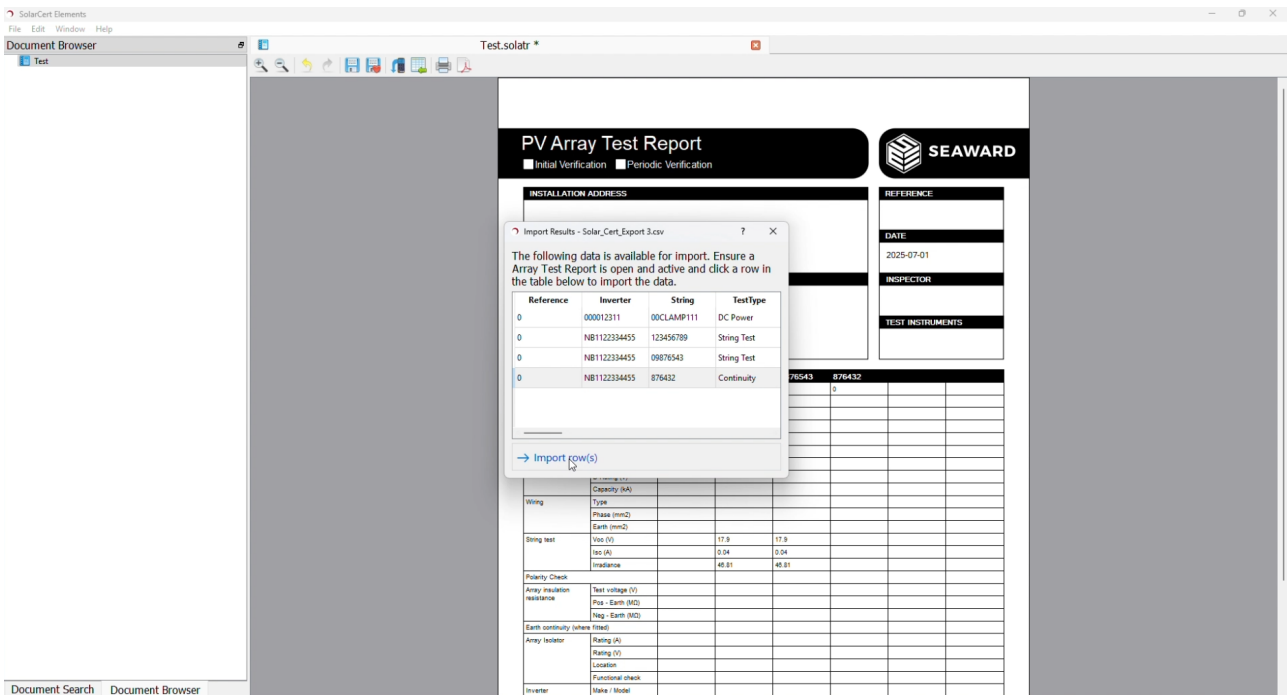 SolarCert Elements
File Edit Window Help
Document Browser
Test.solatr *
Test
PV Array Test Report
Initial Verification Periodic Verification
SEAWARD
INSTALLATION ADDRESS
REFERENCE
DATE
2025-07-01
INSPECTOR
TEST INSTRUMENTS
Import Results - Solar_Cert_Export 3.csv ?
The following data is available for import. Ensure a
Array Test Report is open and active and click a row in
the table below to import the data.
Reference Inverter String TestType
0 000012311 00CLAMP111 DC Power
0 NB1122334455 123456789 String Test
0 NB1122334455 09876543 String Test
0 NB1122334455 876432 Continuity
Import row(s)
76543 876432
0
Capacity (kA)
Wiring Type
Phase (mm2)
Earth (mm2)
String test Voc (V) 17.9 17.9
Isc (A) 0.04 0.04
Irradiance 46.81 46.81
Polarity Check
Array insulation
resistance
Test voltage (V)
Pos - Earth (MΩ)
Neg - Earth (MΩ)
Earth continuity (where fitted)
Array Isolator Rating (A)
Rating (V)
Location
Functional check
Inverter Make / Model
Document Search Document Browser